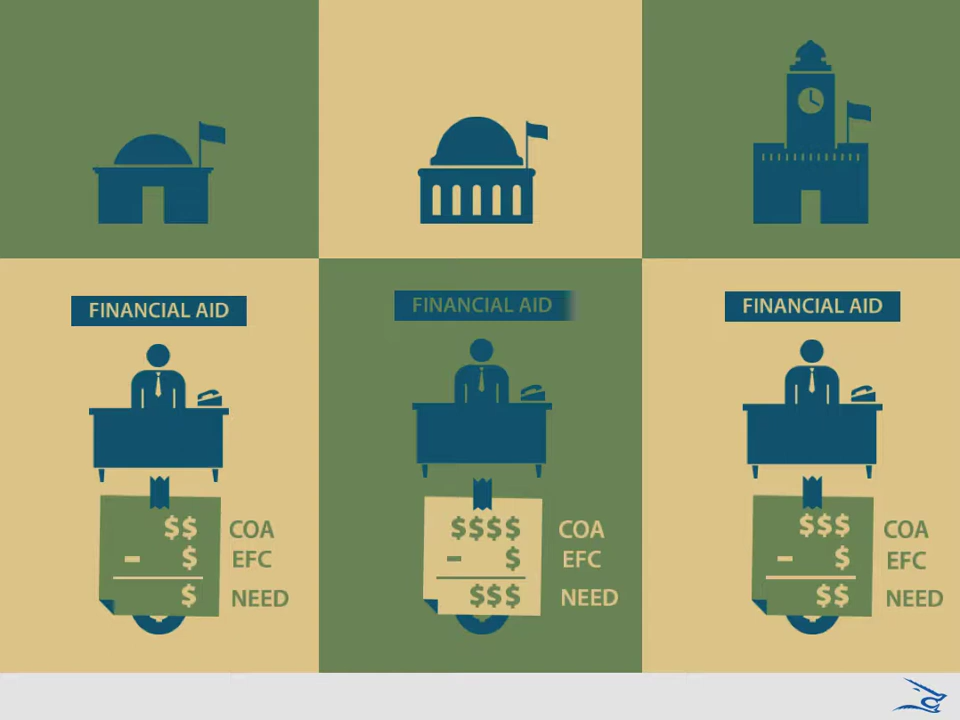 FINANCIAL AID
$$ COA
- $ EFC
$ NEED
FINANCIAL AID
$$$$ COA
- $ EFC
$$$ NEED
FINANCIAL AID
$$$ COA
- $ EFC
$$ NEED